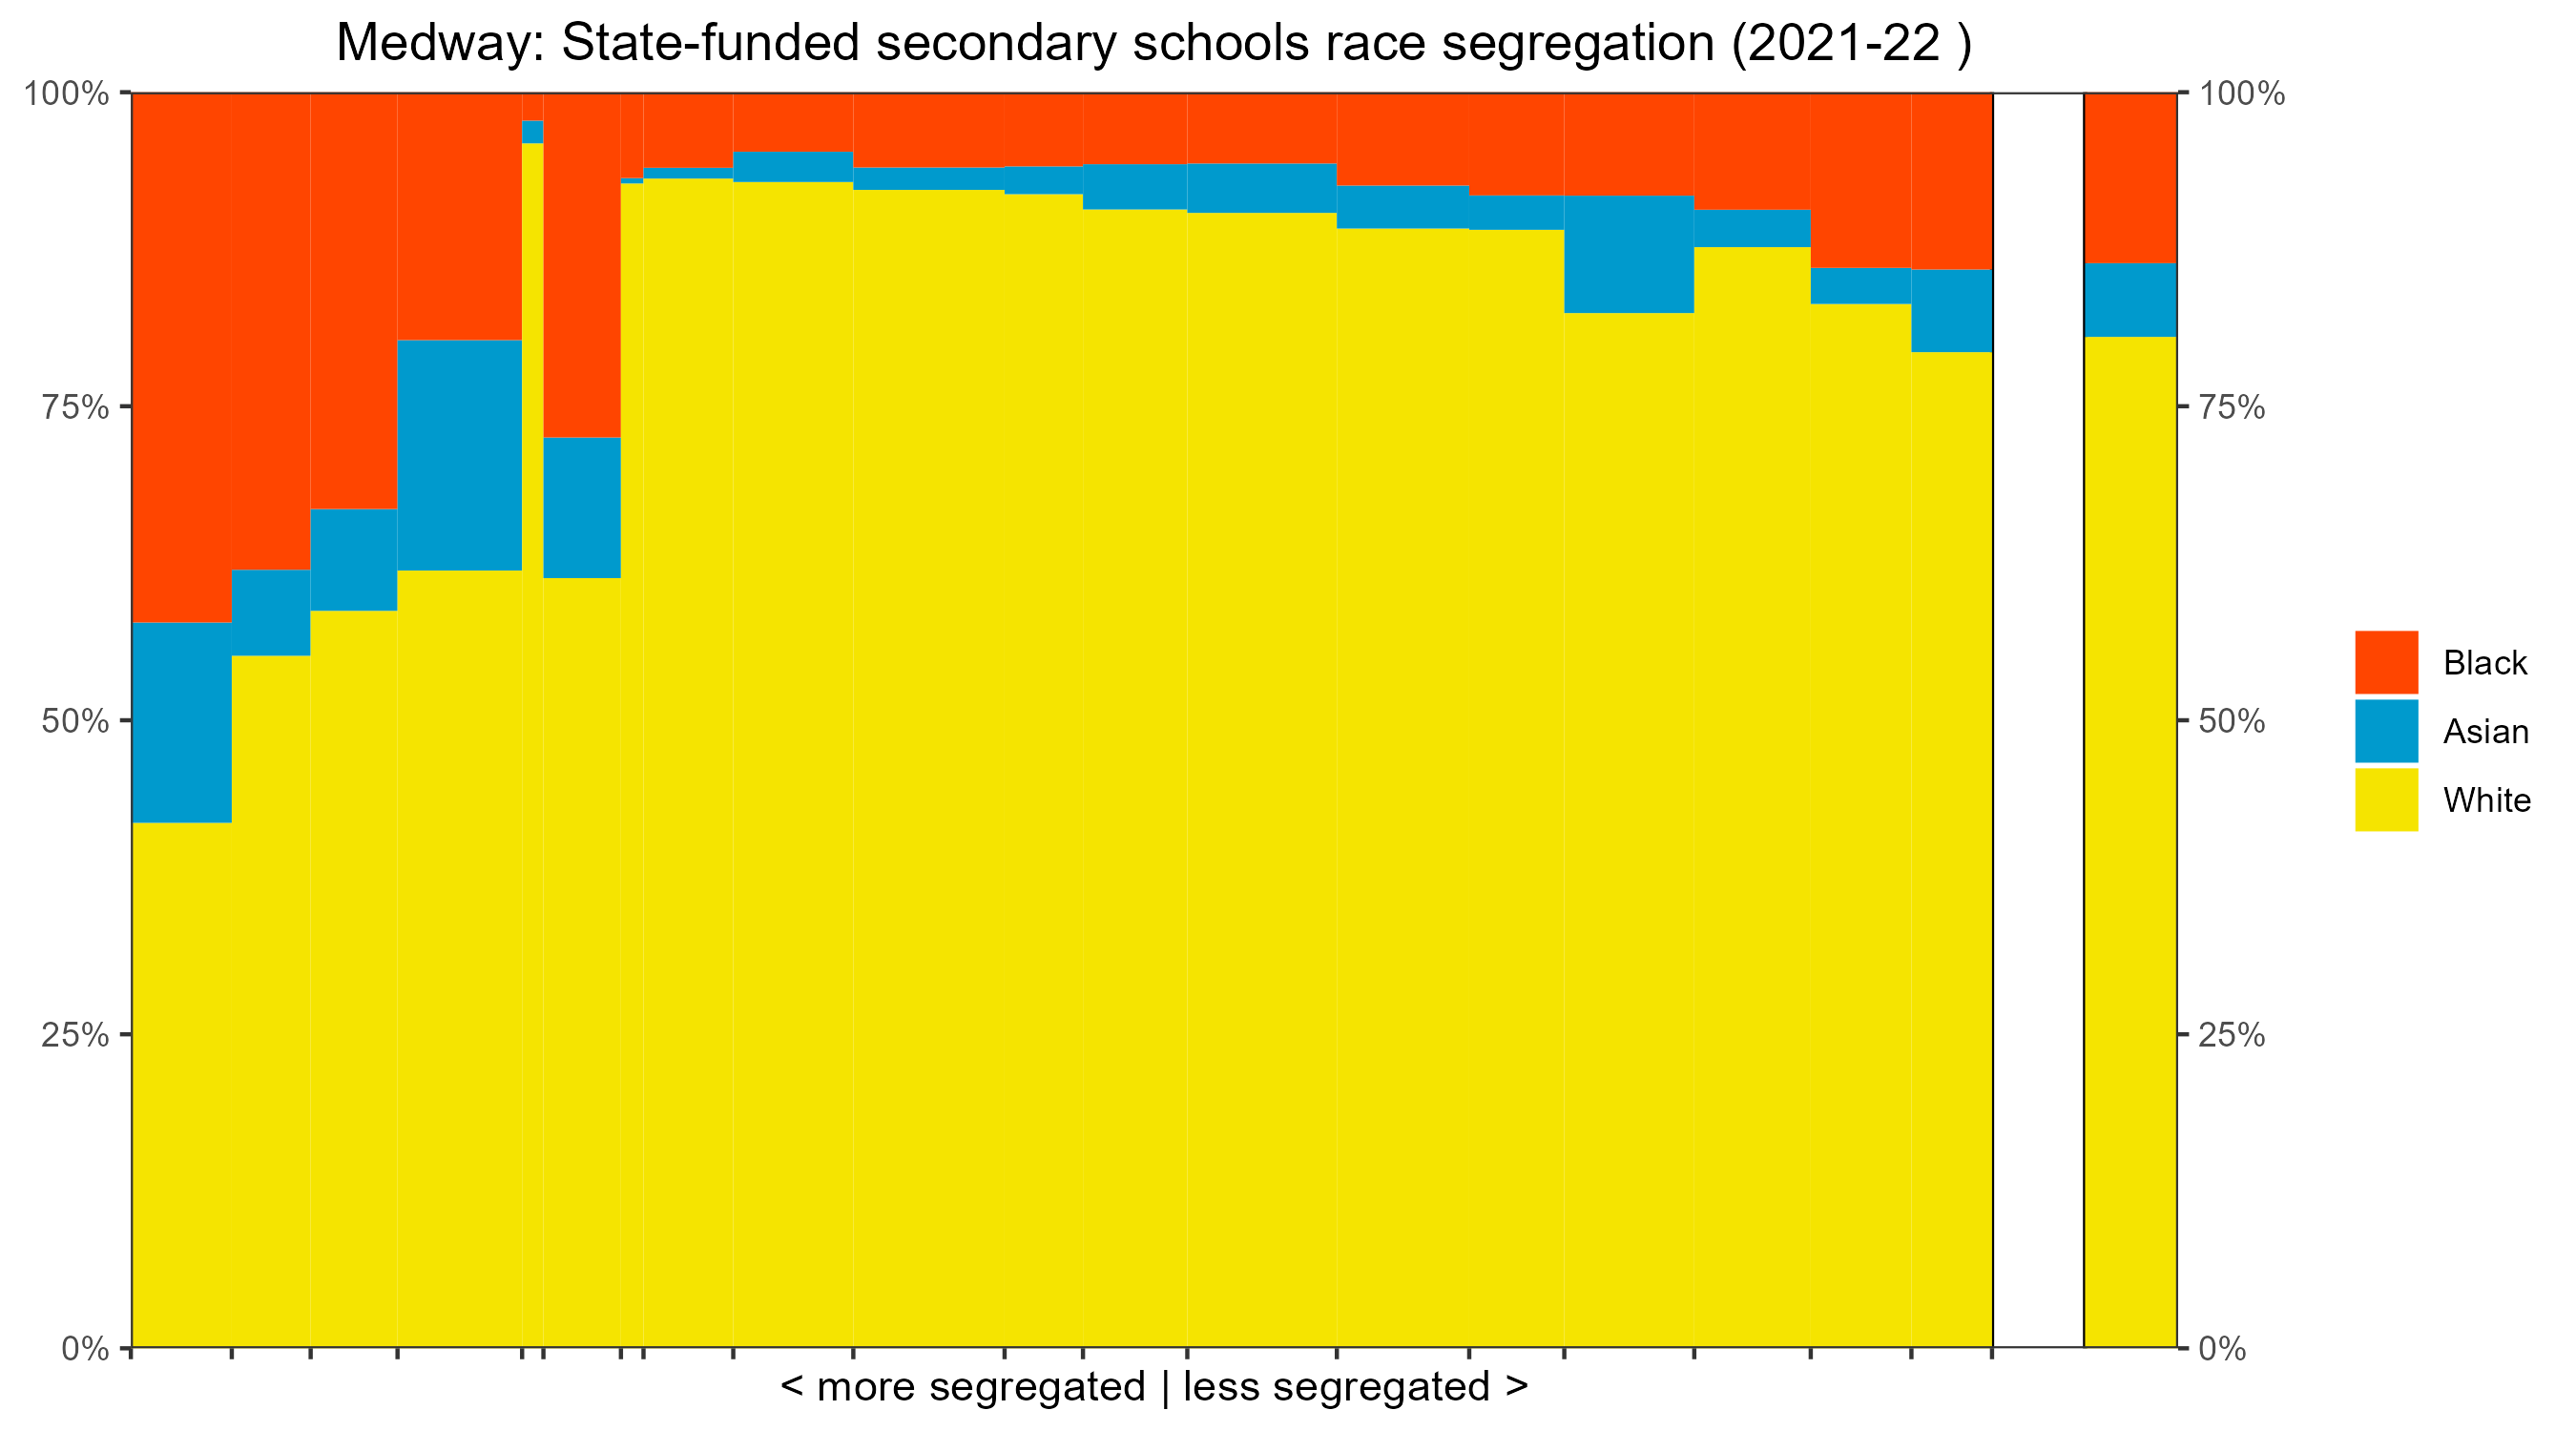 Medway: State-funded secondary schools race segregation (2021-22 )
100%
75%
50%
25%
0%
100%
75%
50%
25%
0%
Black
Asian
White
< more segregated | less segregated >